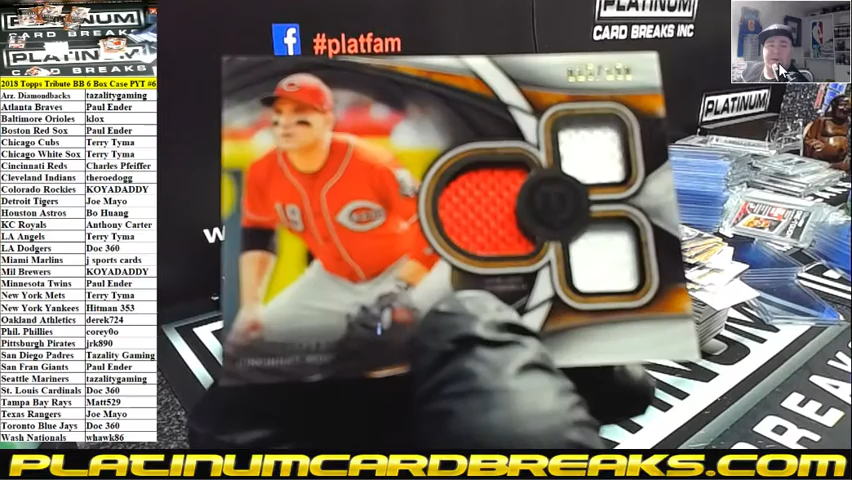 PLATINUM
CARD BREAKS INC
#platfam
2018 Topps Tribute BB 6 Box Case PYT #6
Arz. Diamondbacks tazalitygaming
Atlanta Braves Paul Ender
Baltimore Orioles klox
Boston Red Sox Paul Ender
Chicago Cubs Terry Tyma
Chicago White Sox Terry Tyma
Cincinnati Reds Charles Pfeiffer
Cleveland Indians theroedogg
Colorado Rockies KOYADADDY
Detroit Tigers Joe Mayo
Houston Astros Bo Huang
KC Royals Anthony Carter
LA Angels Terry Tyma
LA Dodgers Doc 360
Miami Marlins j sports cards
Mil Brewers KOYADADDY
Minnesota Twins Paul Ender
New York Mets Terry Tyma
New York Yankees Hitman 353
Oakland Athletics derek724
Phil. Phillies corey0o
Pittsburgh Pirates jrk890
San Diego Padres Tazality Gaming
San Fran Giants Paul Ender
Seattle Mariners tazalitygaming
St. Louis Cardinals Doc 360
Tampa Bay Rays Matt529
Texas Rangers Joe Mayo
Toronto Blue Jays Doc 360
Wash Nationals whawk86
19 REDS
PLATINUM
PLATINUM
CARD BREAKS
PLATINUMCARDBREAKS.COM